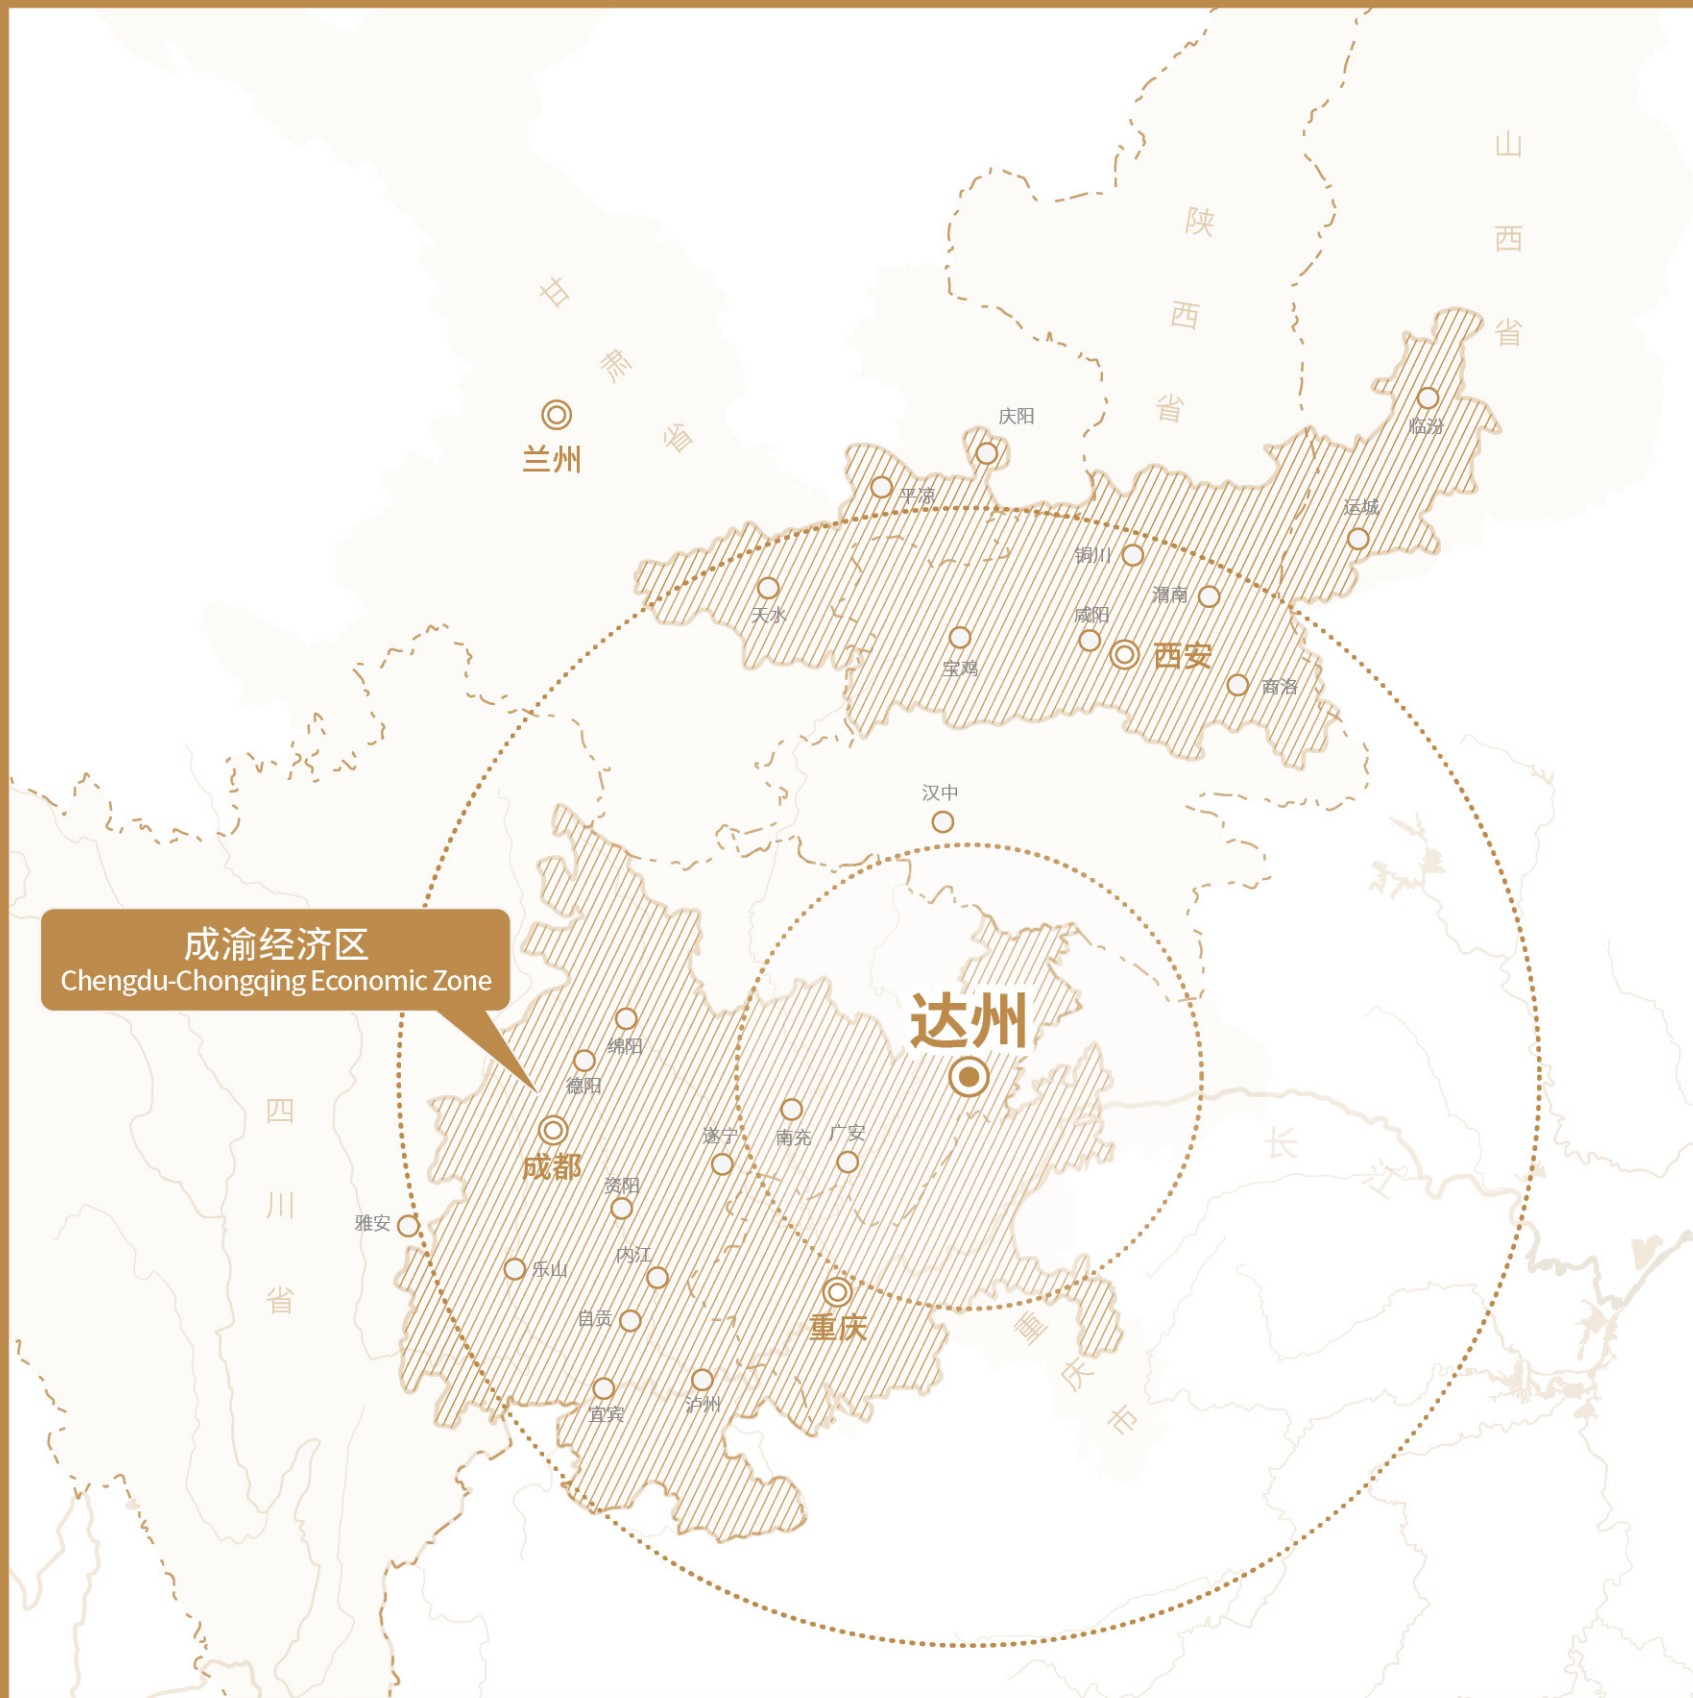 山西省
陕西省
甘肃省
兰州
庆阳
临汾
平凉
运城
铜川
渭南
天水
咸阳
宝鸡
西安
商洛
汉中
成渝经济区
Chengdu-Chongqing Economic Zone
达州
绵阳
德阳
四川省
成都
遂宁
南充
广安
长江
资阳
雅安
内江
乐山
自贡
重庆
重庆市
宜宾
泸州